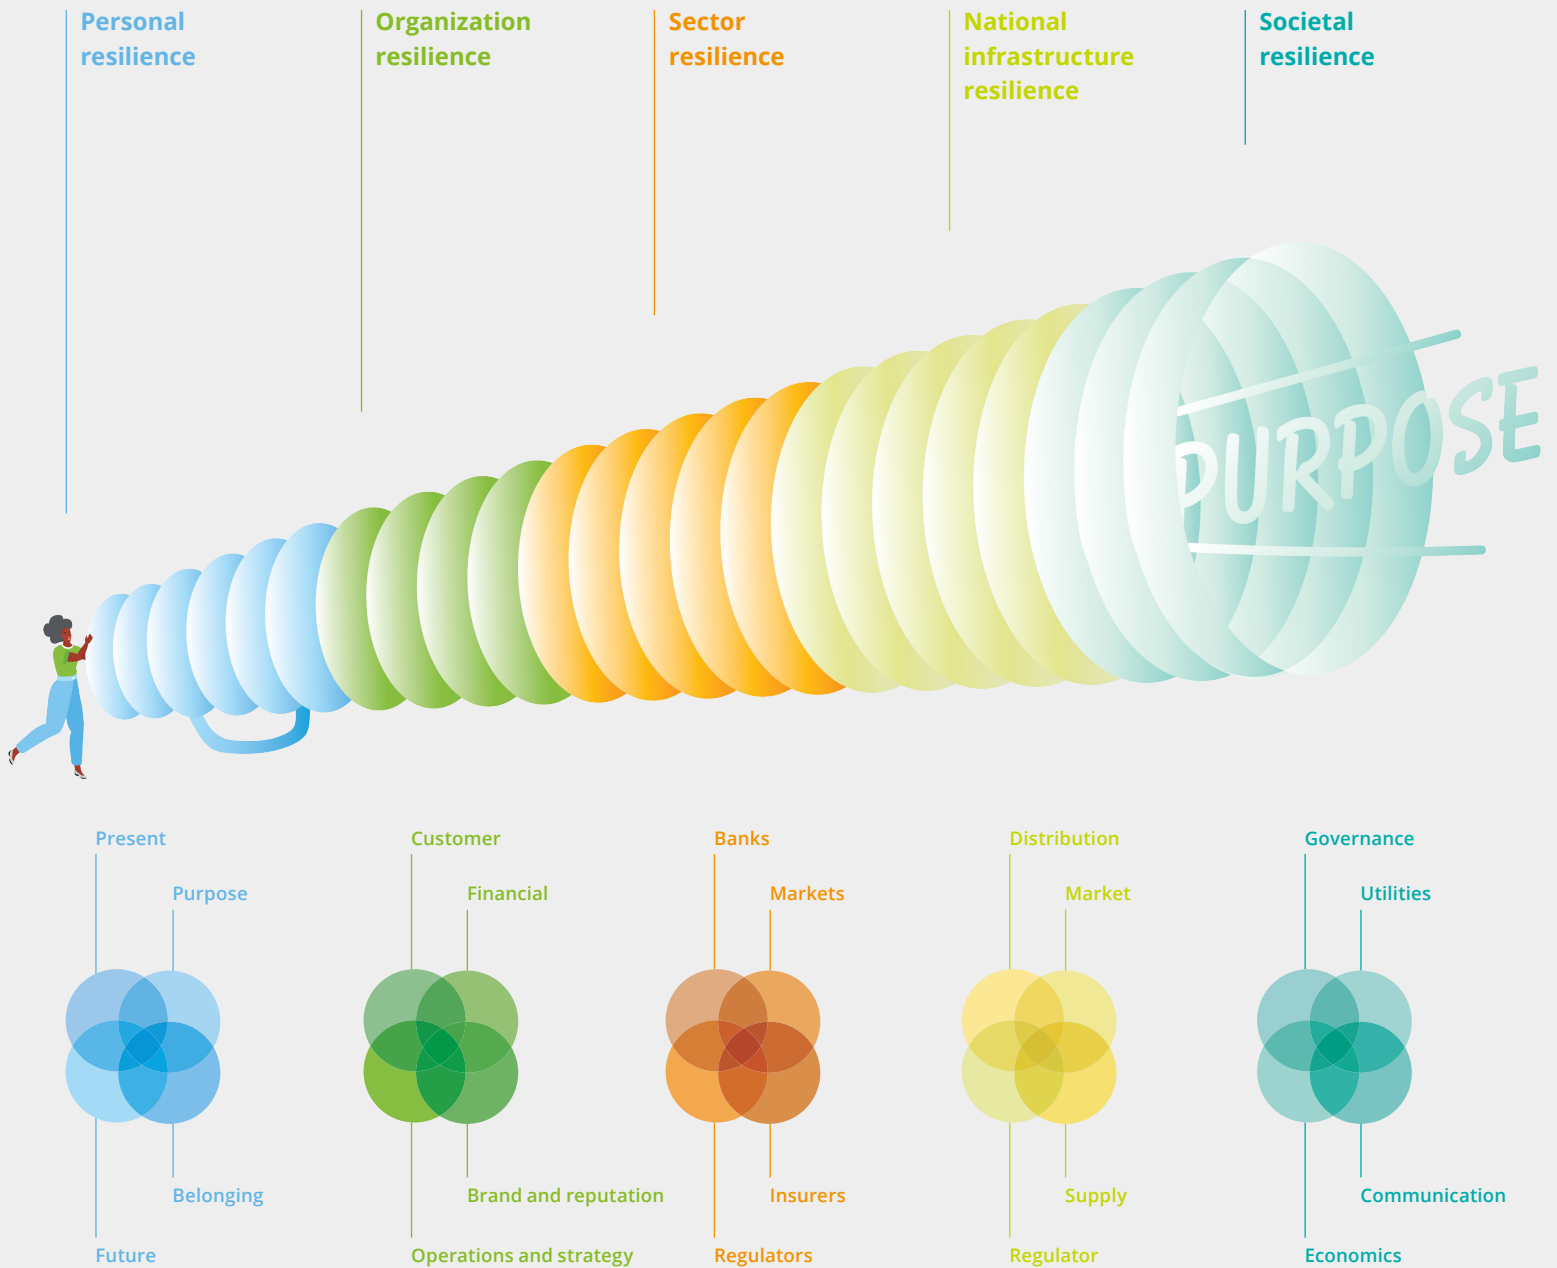 Personal
resilience
Organization
resilience
Sector
resilience
National
infrastructure
resilience
Societal
resilience
PURPOSE
Present
Purpose
Belonging
Future
Customer
Financial
Brand and reputation
Operations and strategy
Banks
Markets
Insurers
Regulators
Distribution
Market
Supply
Regulator
Governance
Utilities
Communication
Economics